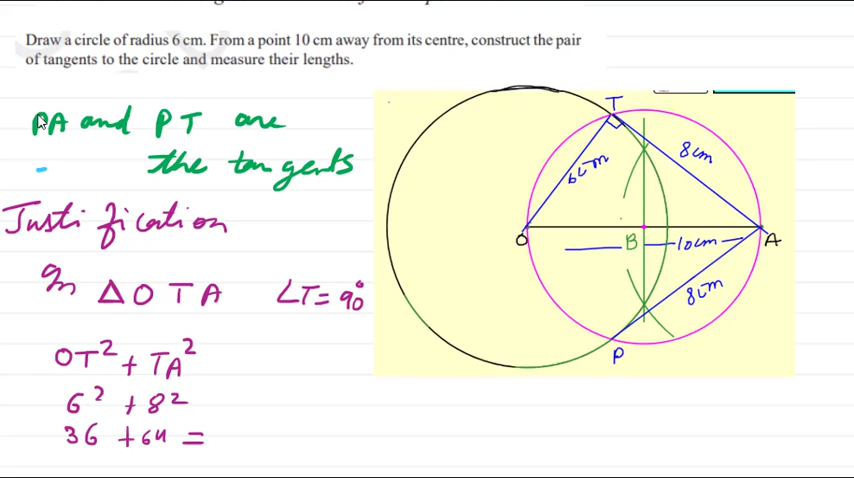 Draw a circle of radius 6 cm. From a point 10 cm away from its centre, construct the pair
of tangents to the circle and measure their lengths.
PA and PT are
the tangents
Justification
In ΔOTA ∠T = 90°
OT² + TA²
6² + 8²
36 + 64 =
T
6cm
8cm
O
B
10cm
A
8cm
P